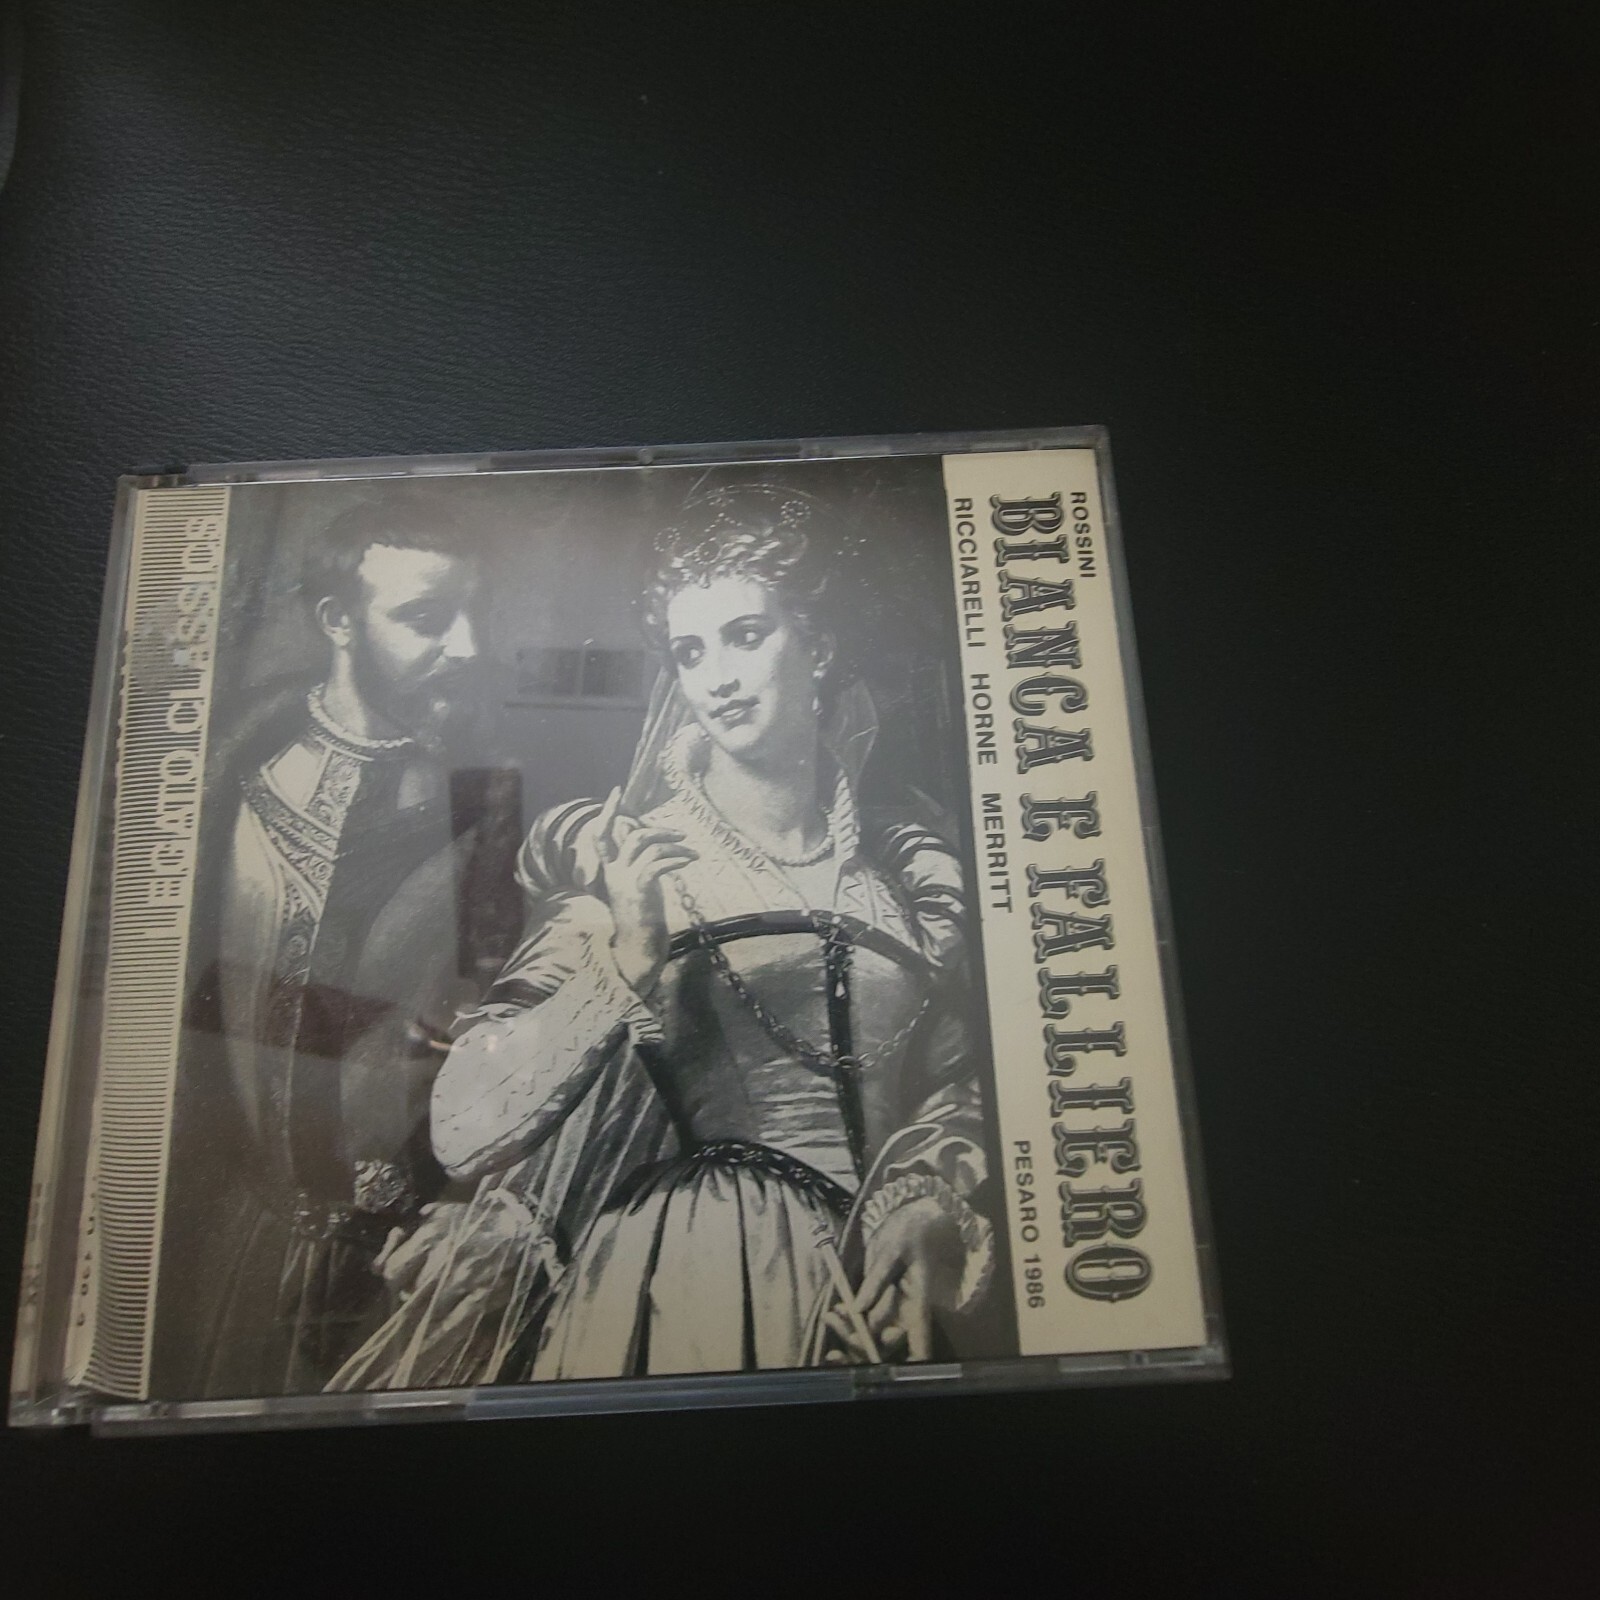 ROSSINI
BIANCA E FALLIERO
RICCIARELLI HORNE MERRITT PESARO 1986
LEGATO CLASSICS